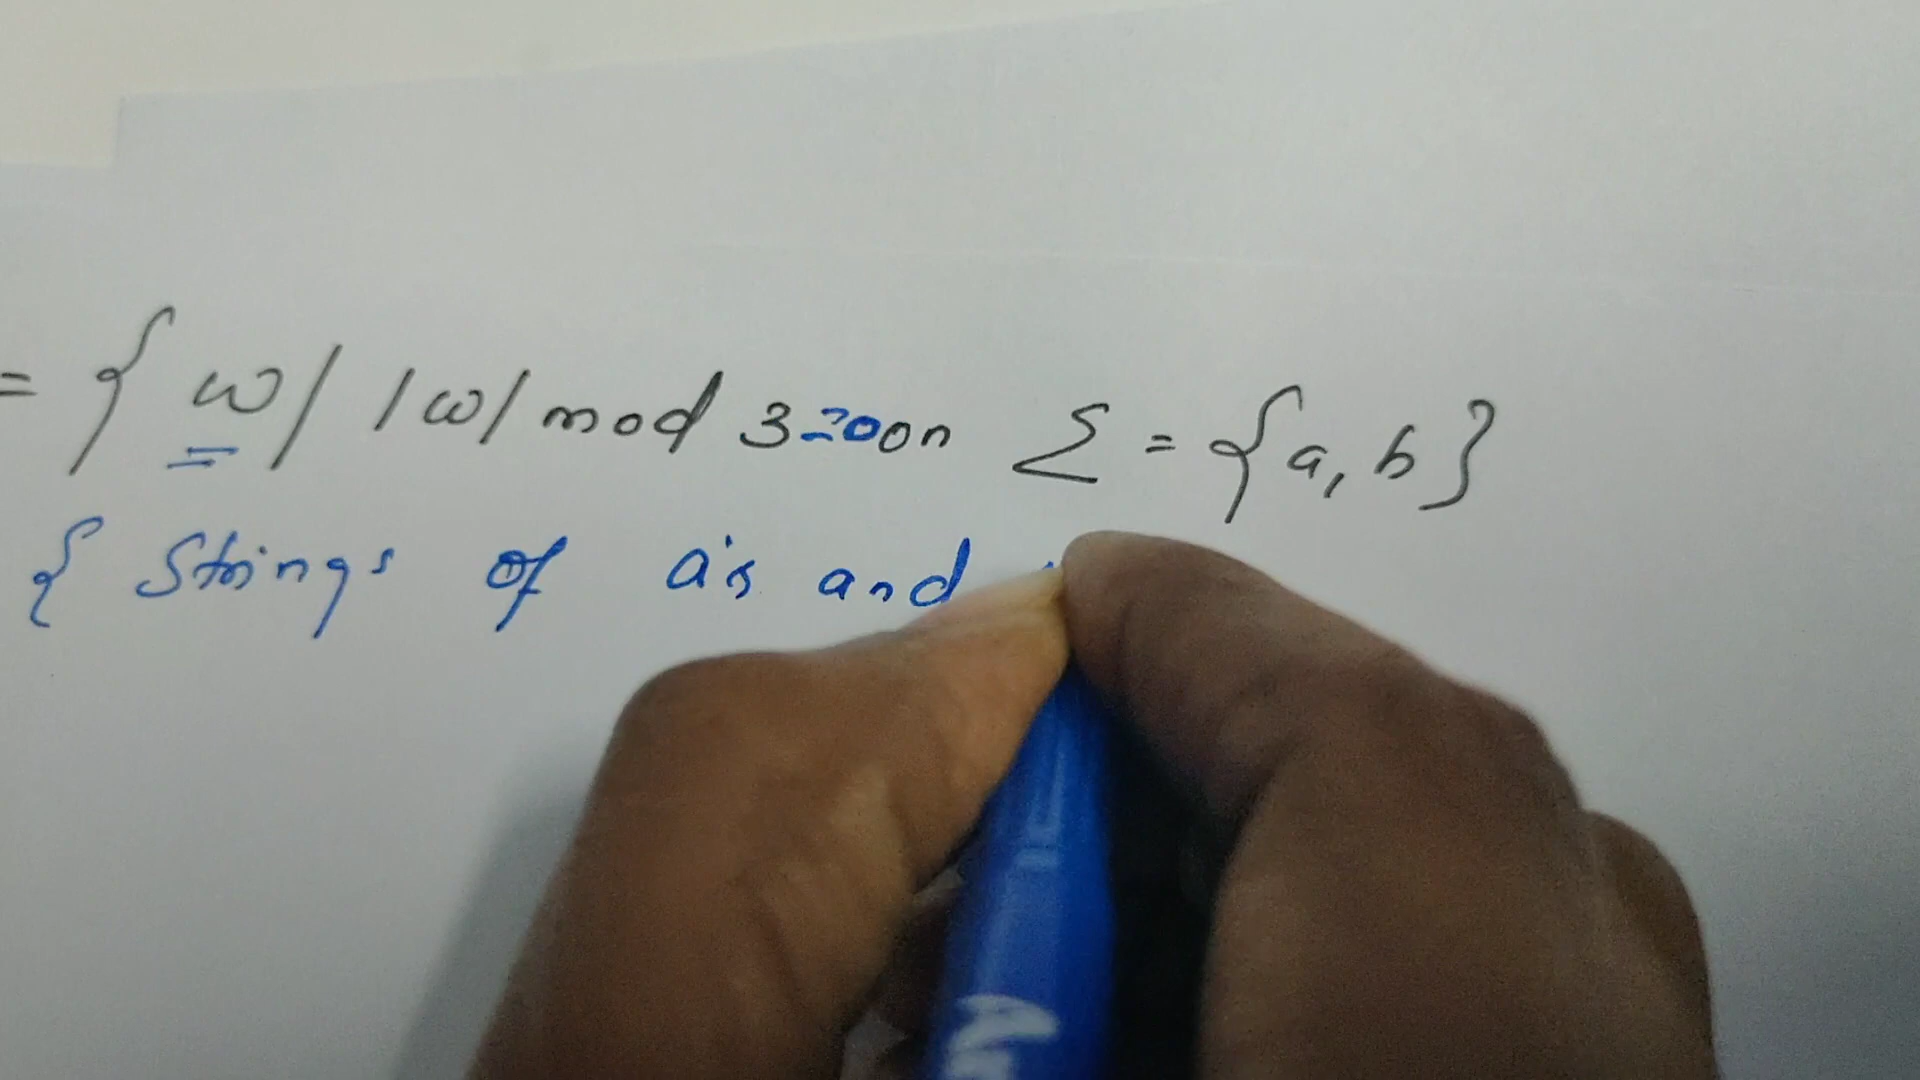 = { w / |w| mod 3=0 on Σ = {a, b}
{ Strings of a's and